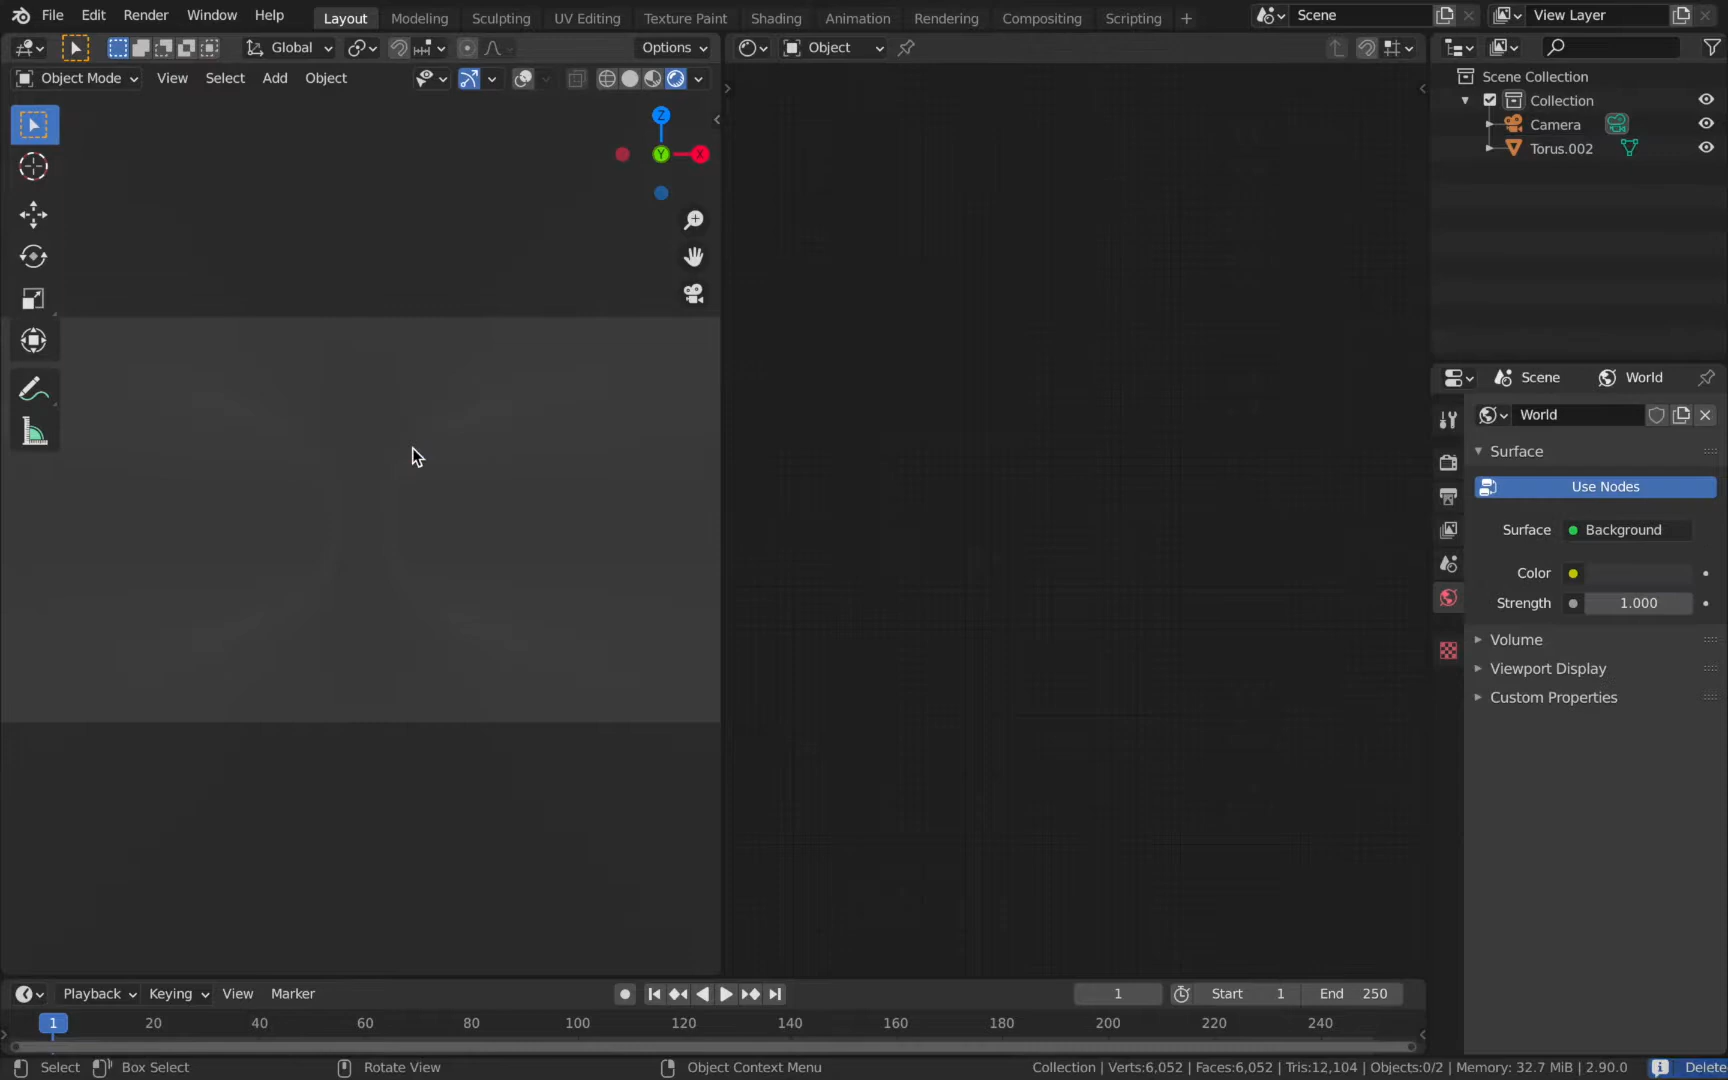 File Edit Render Window Help Layout Modeling Sculpting UV Editing Texture Paint Shading Animation Rendering Compositing Scripting + Scene View Layer
Global Options Object
Object Mode View Select Add Object
Z
Y X
Scene Collection
Collection
Camera
Torus.002
Scene World
World
Surface
Use Nodes
Surface Background
Color
Strength 1.000
Volume
Viewport Display
Custom Properties
Playback Keying View Marker 1 Start 1 End 250
1 20 40 60 80 100 120 140 160 180 200 220 240
Select Box Select Rotate View Object Context Menu Collection | Verts:6,052 | Faces:6,052 | Tris:12,104 | Objects:0/2 | Memory: 32.7 MiB | 2.90.0 Delete